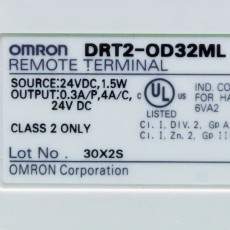 OMRON DRT2-OD32ML
REMOTE TERMINAL
SOURCE:24VDC,1.5W
OUTPUT:0.3A/P,4A/C,
24V DC
CLASS 2 ONLY
Lot No. 30X2S
OMRON Corporation
c UL us
LISTED
IND. CO
FOR HA
6VA2
Cl. I, DIV. 2, Gp A
Cl. I, Zn. 2, Gp II